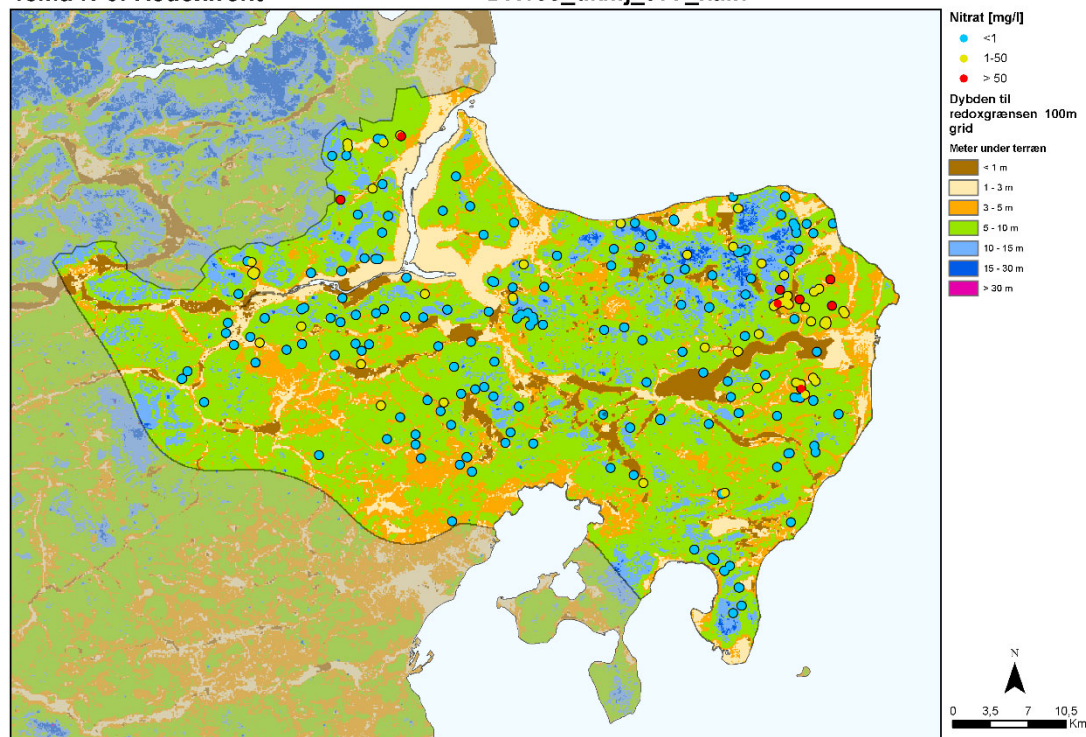 Nitrat [mg/l]
<1
1-50
> 50
Dybden til
redoxgrænsen 100m
grid
Meter under terræn
< 1 m
1 - 3 m
3 - 5 m
5 - 10 m
10 - 15 m
15 - 30 m
> 30 m
N
0 3,5 7 10,5
Km